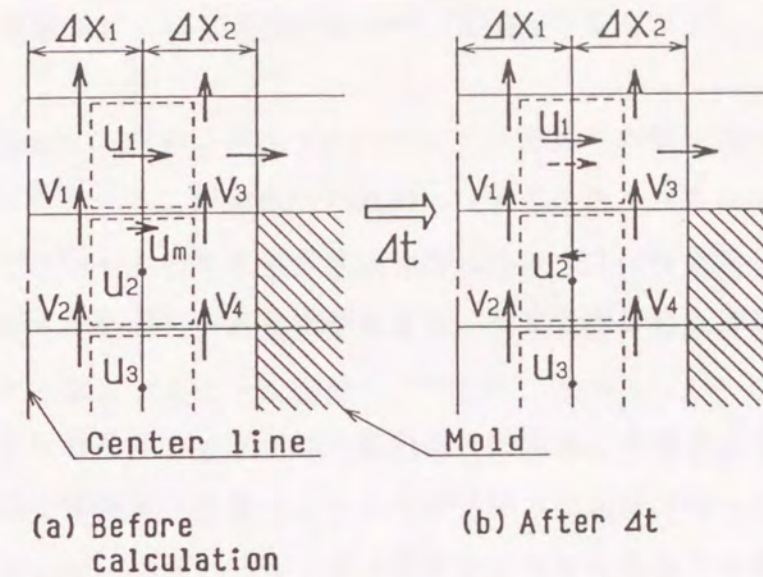 ΔX₁ ΔX₂ ΔX₁ ΔX₂
U₁ U₁
V₁ V₃ V₁ V₃
Um
Δt
U₂ U₂
V₂ V₄ V₂ V₄
U₃ U₃
Center line Mold
(a) Before
calculation
(b) After Δt